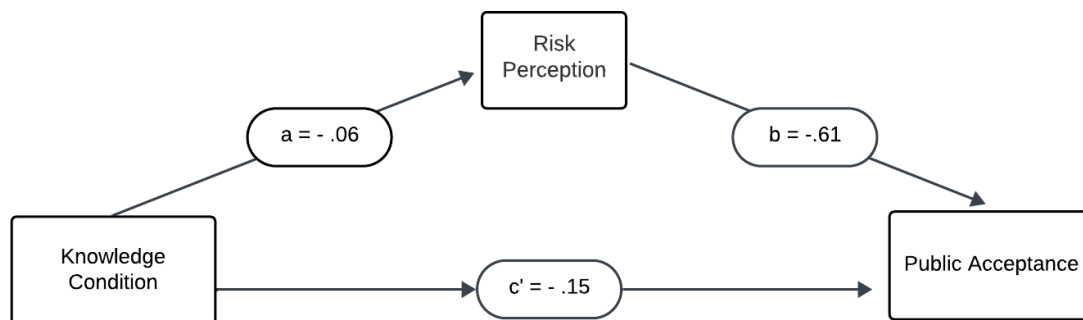 Risk
Perception
a = - .06
b = -.61
Knowledge
Condition
Public Acceptance
c' = - .15